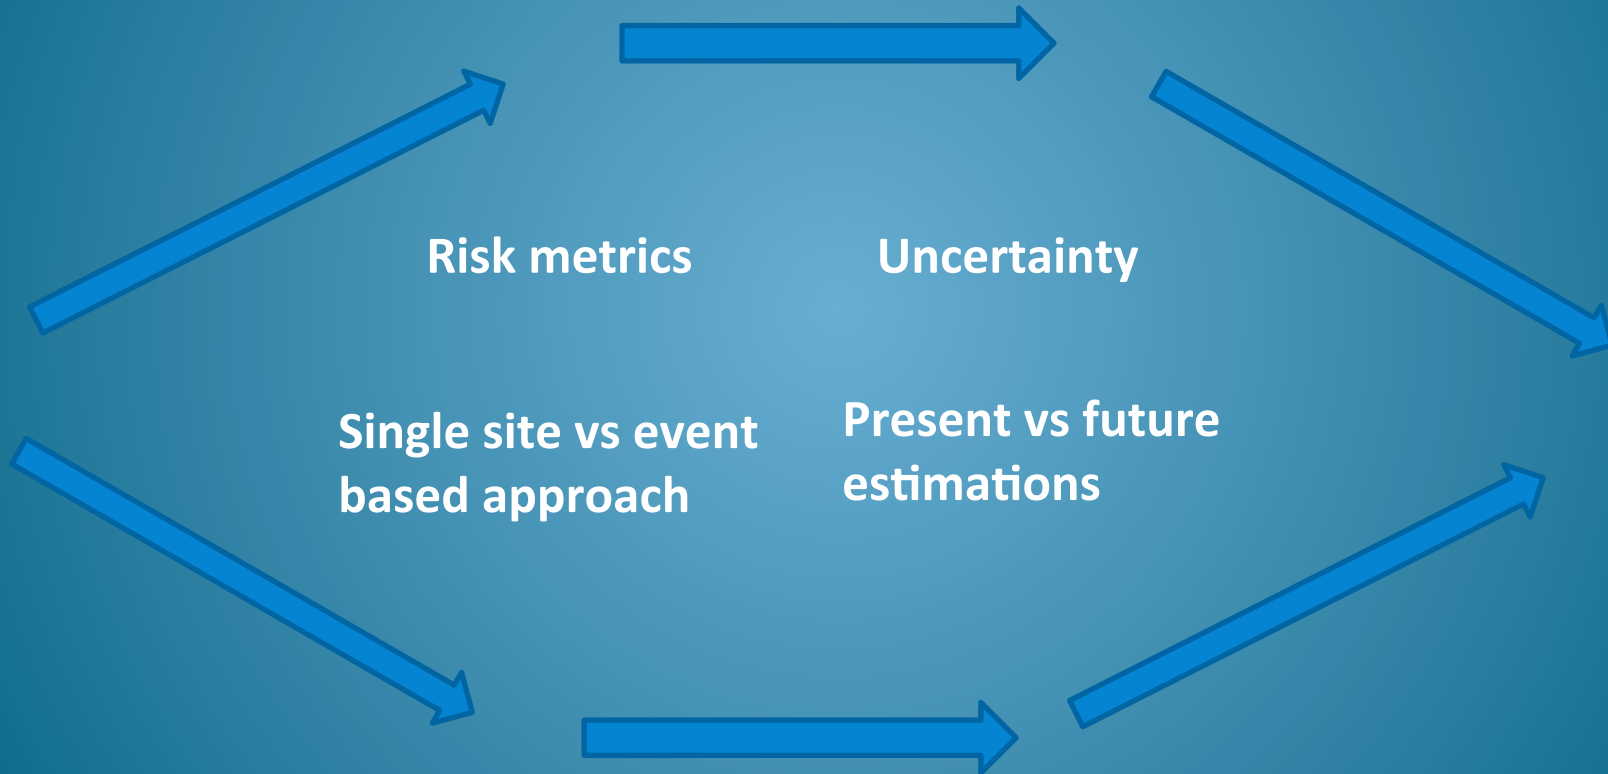 Risk metrics
Uncertainty
Single site vs event
based approach
Present vs future
estimations